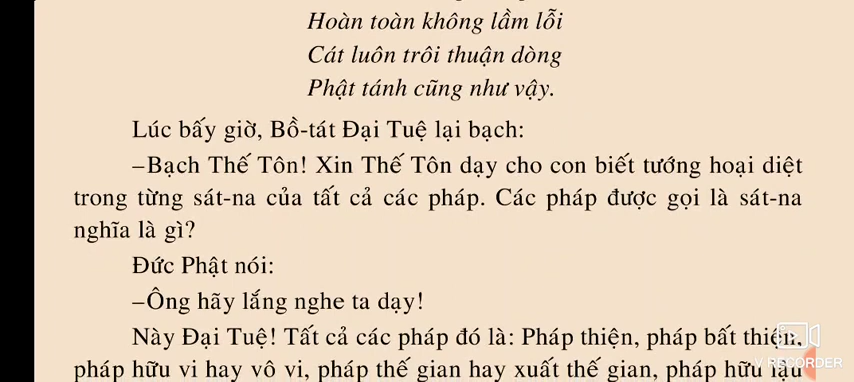 Hoàn toàn không lầm lỗi
Cát luôn trôi thuận dòng
Phật tánh cũng như vậy.
Lúc bấy giờ, Bồ-tát Đại Tuệ lại bạch:
–Bạch Thế Tôn! Xin Thế Tôn dạy cho con biết tướng hoại diệt
trong từng sát-na của tất cả các pháp. Các pháp được gọi là sát-na
nghĩa là gì?
Đức Phật nói:
–Ông hãy lắng nghe ta dạy!
Này Đại Tuệ! Tất cả các pháp đó là: Pháp thiện, pháp bất thiện,
pháp hữu vi hay vô vi, pháp thế gian hay xuất thế gian, pháp hữu lậu
V RECORDER